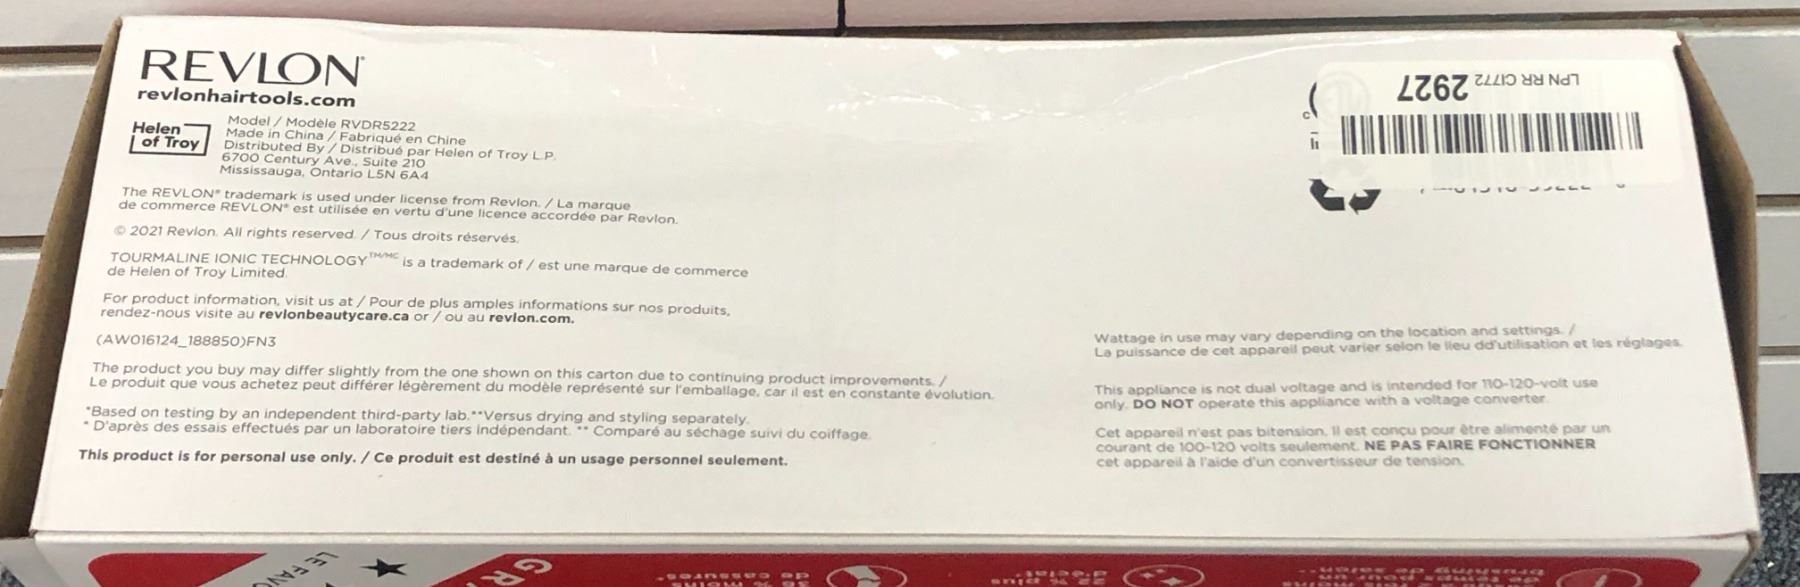 REVLON
revlonhairtools.com
Helen
of Troy
Model / Modèle RVDR5222
Made in China / Fabriqué en Chine
Distributed By / Distribué par Helen of Troy L.P.
6700 Century Ave., Suite 210
Mississauga, Ontario L5N 6A4
The REVLON® trademark is used under license from Revlon. / La marque
de commerce REVLON® est utilisée en vertu d'une licence accordée par Revlon.
© 2021 Revlon. All rights reserved. / Tous droits réservés.
TOURMALINE IONIC TECHNOLOGY™/MC is a trademark of / est une marque de commerce
de Helen of Troy Limited.
For product information, visit us at / Pour de plus amples informations sur nos produits,
rendez-nous visite au revlonbeautycare.ca or / ou au revlon.com.
(AW016124_188850)FN3
The product you buy may differ slightly from the one shown on this carton due to continuing product improvements. /
Le produit que vous achetez peut différer légèrement du modèle représenté sur l'emballage, car il est en constante évolution.
*Based on testing by an independent third-party lab.**Versus drying and styling separately.
* D'après des essais effectués par un laboratoire tiers indépendant. ** Comparé au séchage suivi du coiffage.
This product is for personal use only. / Ce produit est destiné à un usage personnel seulement.
LPN RR CI772 2927
Wattage in use may vary depending on the location and settings. /
La puissance de cet appareil peut varier selon le lieu dd'utilisation et les réglages.
This appliance is not dual voltage and is intended for 110-120-volt use
only. DO NOT operate this appliance with a voltage converter.
Cet appareil n'est pas bitension. Il est conçu pour être alimenté par un
courant de 100-120 volts seulement. NE PAS FAIRE FONCTIONNER
cet appareil à l'aide d'un convertisseur de tension.